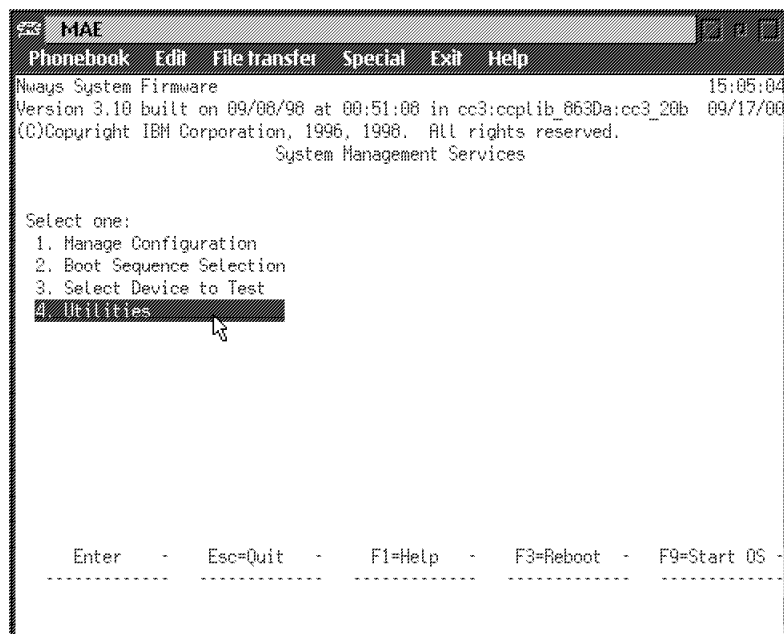 MAE
Phonebook Edit File transfer Special Exit Help
Nways System Firmware 15:05:04
Version 3.10 built on 09/08/98 at 00:51:08 in cc3:ccplib_863Da:cc3_20b 09/17/00
(C)Copyright IBM Corporation, 1996, 1998. All rights reserved.
System Management Services
Select one:
1. Manage Configuration
2. Boot Sequence Selection
3. Select Device to Test
4. Utilities
Enter - Esc=Quit - F1=Help - F3=Reboot - F9=Start OS -